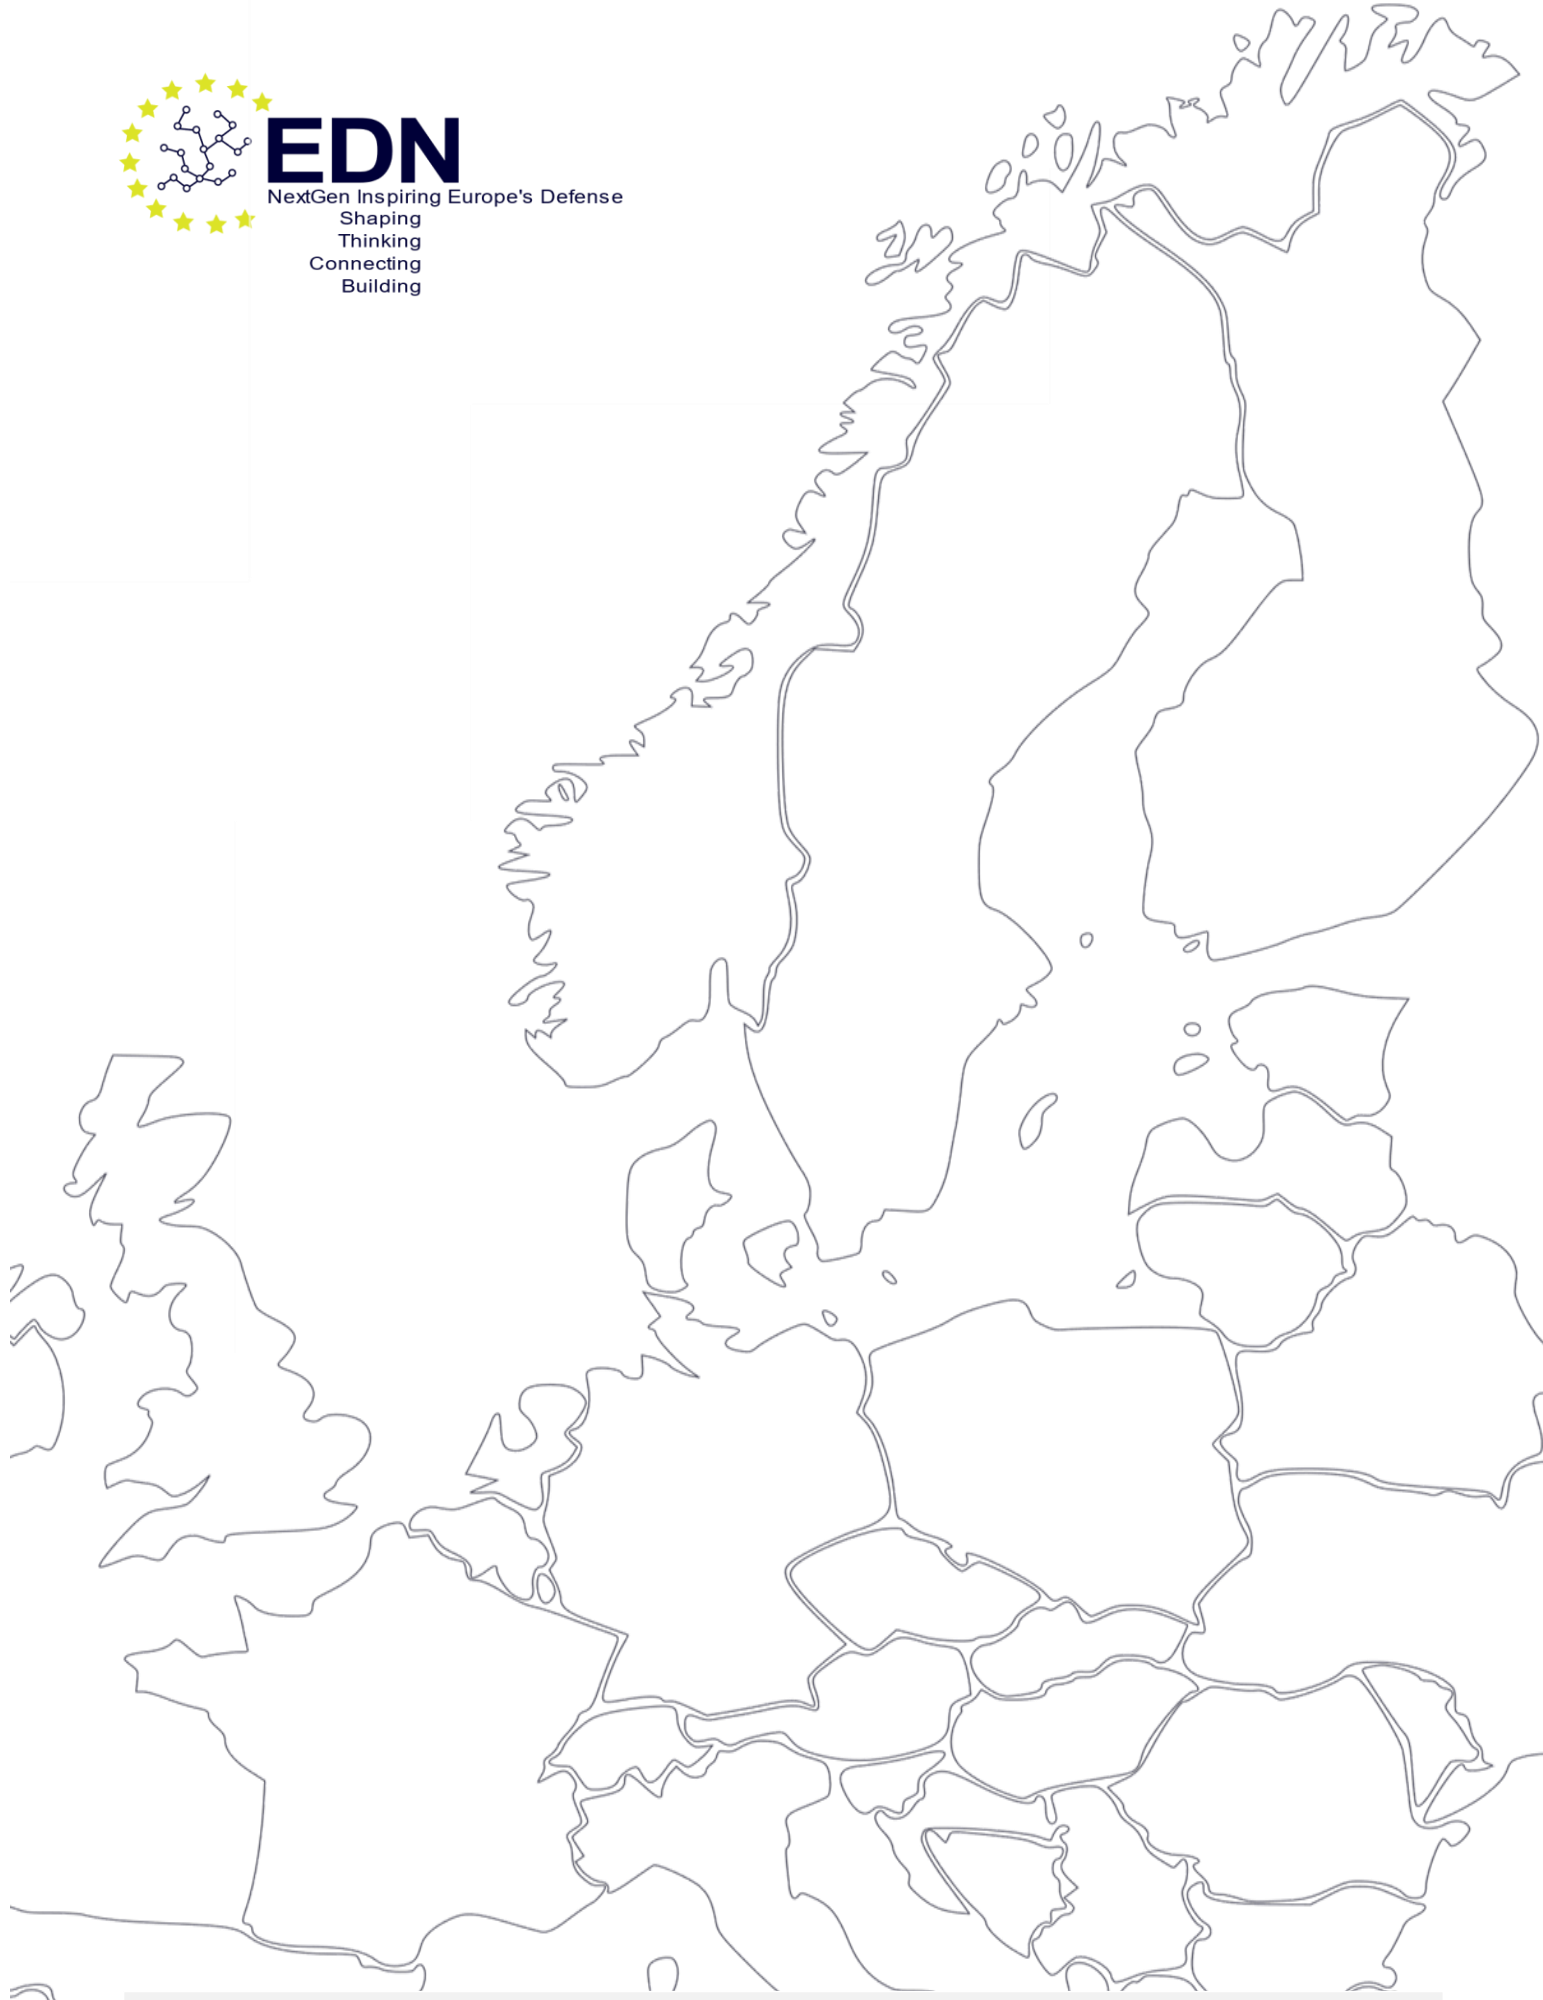 EDN
NextGen Inspiring Europe's Defense
Shaping
Thinking
Connecting
Building